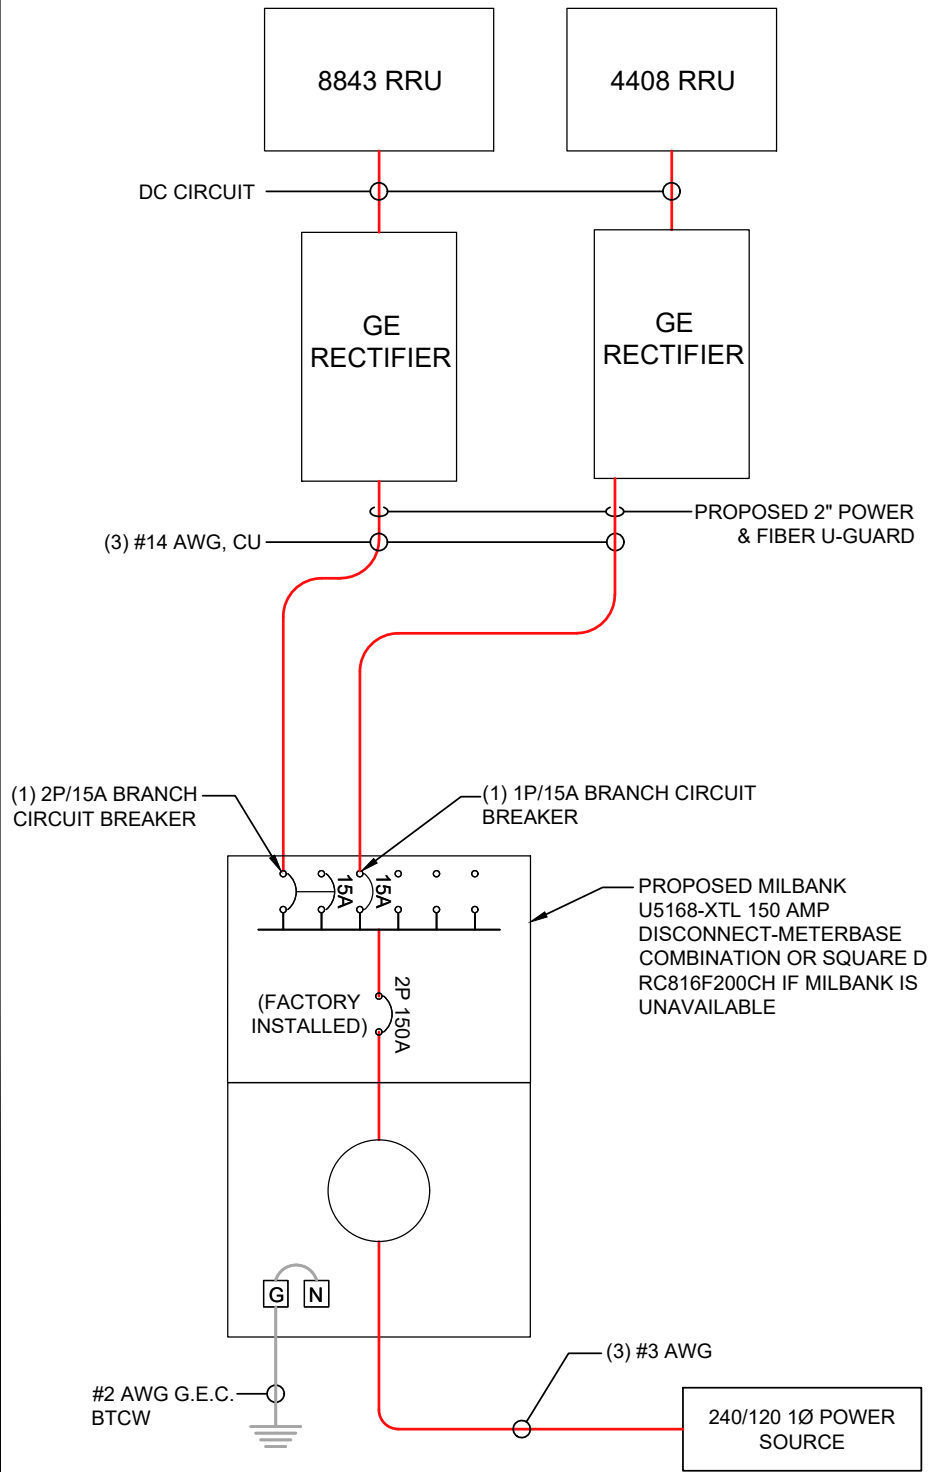 8843 RRU
4408 RRU
DC CIRCUIT
GE
RECTIFIER
GE
RECTIFIER
PROPOSED 2" POWER
& FIBER U-GUARD
(3) #14 AWG, CU
(1) 2P/15A BRANCH
CIRCUIT BREAKER
(1) 1P/15A BRANCH CIRCUIT
BREAKER
15A
15A
PROPOSED MILBANK
U5168-XTL 150 AMP
DISCONNECT-METERBASE
COMBINATION OR SQUARE D
RC816F200CH IF MILBANK IS
UNAVAILABLE
(FACTORY
INSTALLED)
2P 150A
G N
(3) #3 AWG
#2 AWG G.E.C.
BTCW
240/120 1Ø POWER
SOURCE